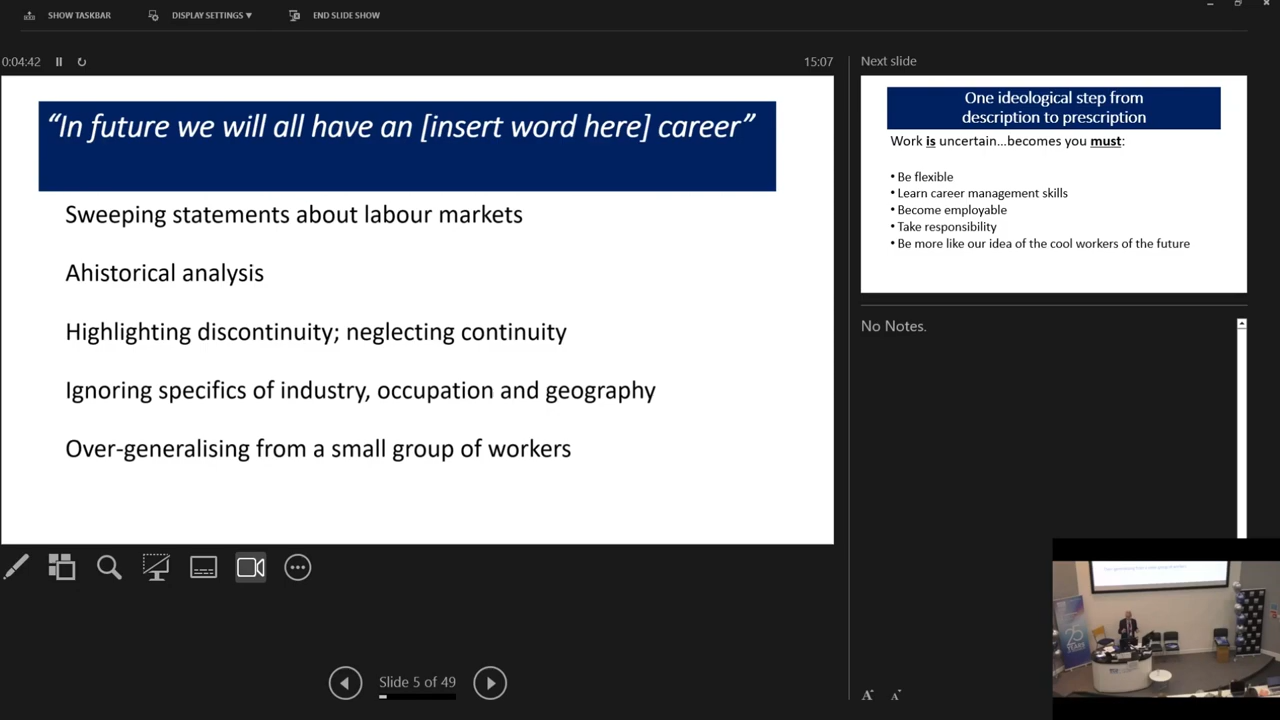 SHOW TASKBAR
DISPLAY SETTINGS ▼
END SLIDE SHOW
0:04:42
15:07
Next slide
“In future we will all have an [insert word here] career”
Sweeping statements about labour markets
Ahistorical analysis
Highlighting discontinuity; neglecting continuity
Ignoring specifics of industry, occupation and geography
Over-generalising from a small group of workers
One ideological step from
description to prescription
Work is uncertain...becomes you must:
• Be flexible
• Learn career management skills
• Become employable
• Take responsibility
• Be more like our idea of the cool workers of the future
No Notes.
Slide 5 of 49
A
A
25
YEARS